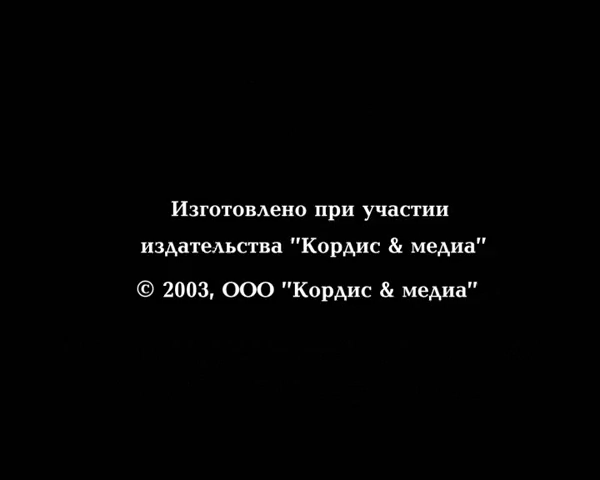 Изготовлено при участии
издательства "Кордис & медиа"
© 2003, ООО "Кордис & медиа"